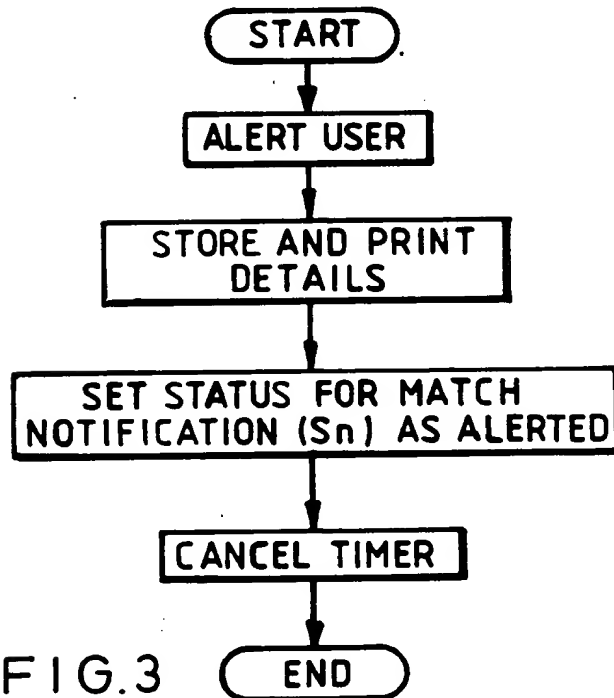 START
ALERT USER
STORE AND PRINT
DETAILS
SET STATUS FOR MATCH
NOTIFICATION (Sn) AS ALERTED
CANCEL TIMER
END
FIG.3